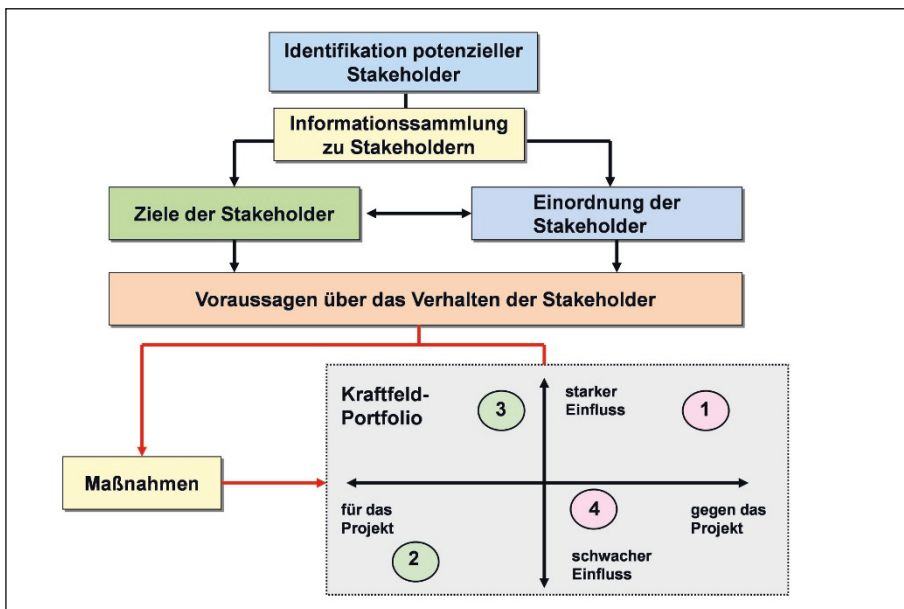 Identifikation potenzieller
Stakeholder
Informationssammlung
zu Stakeholdern
Ziele der Stakeholder
Einordnung der
Stakeholder
Voraussagen über das Verhalten der Stakeholder
Kraftfeld-
Portfolio
3
starker
Einfluss
1
Maßnahmen
für das
Projekt
4
gegen das
Projekt
2
schwacher
Einfluss